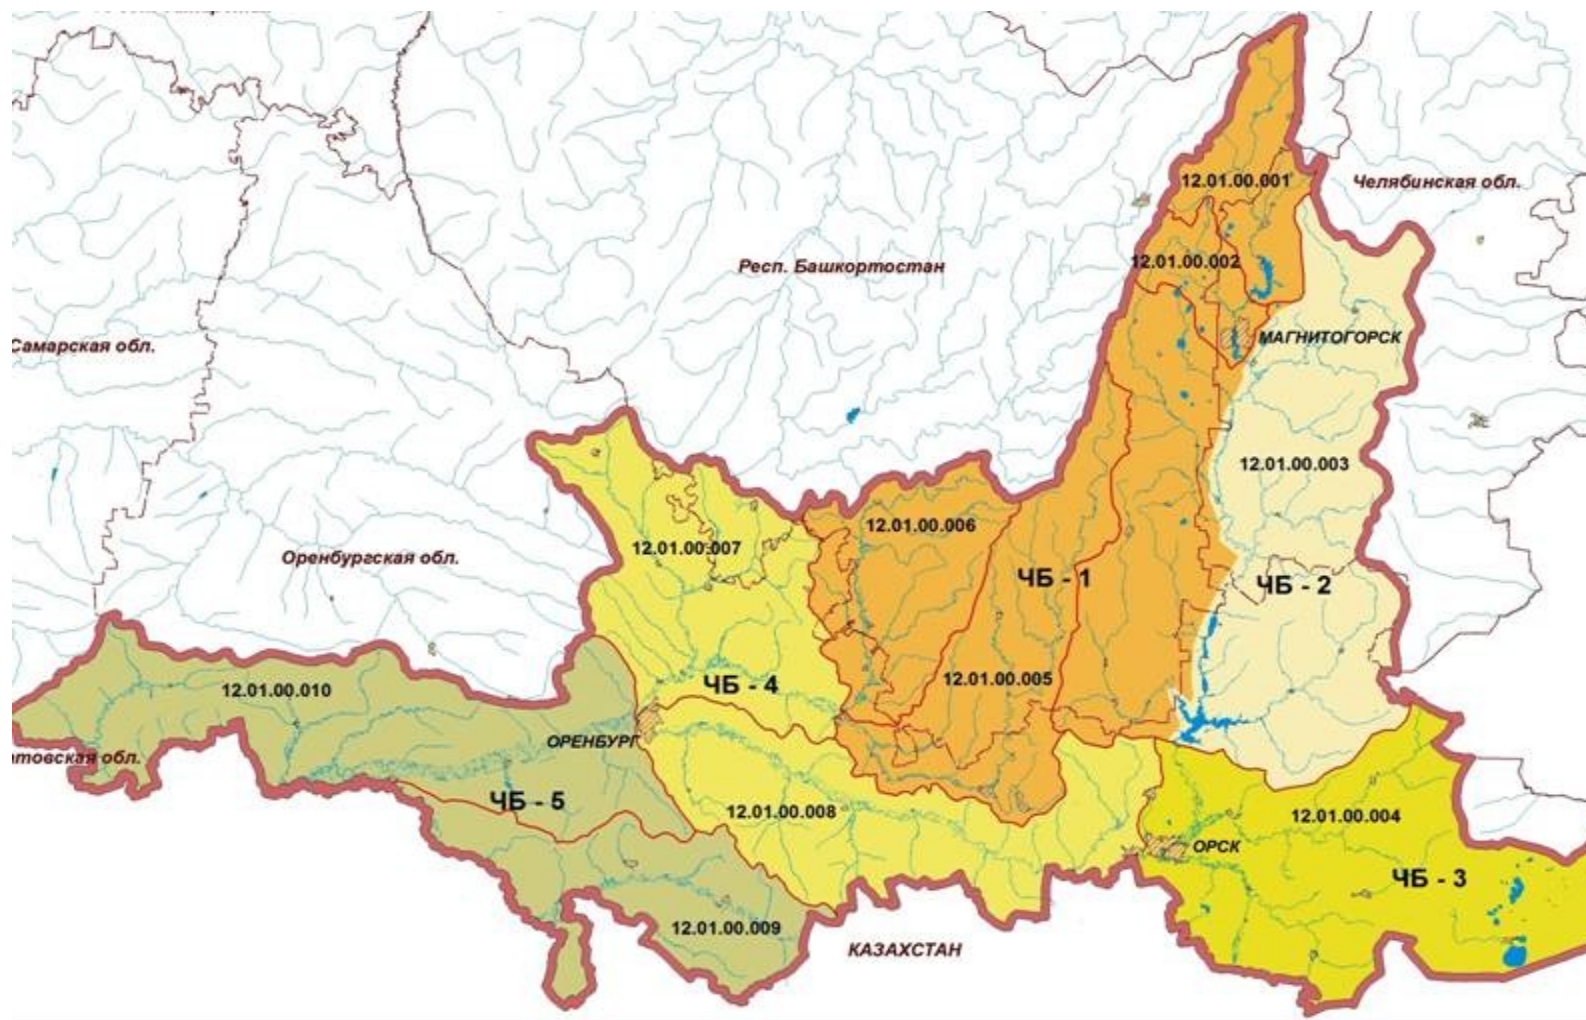 12.01.00.001
Челябинская обл.
12.01.00.002
Респ. Башкортостан
МАГНИТОГОРСК
Самарская обл.
12.01.00.003
12.01.00.006
12.01.00.007
Оренбургская обл.
ЧБ - 1
ЧБ - 2
12.01.00.005
ЧБ - 4
12.01.00.010
ОРЕНБУРГ
товская обл.
ЧБ - 5
12.01.00.008
12.01.00.004
ОРСК
ЧБ - 3
12.01.00.009
КАЗАХСТАН